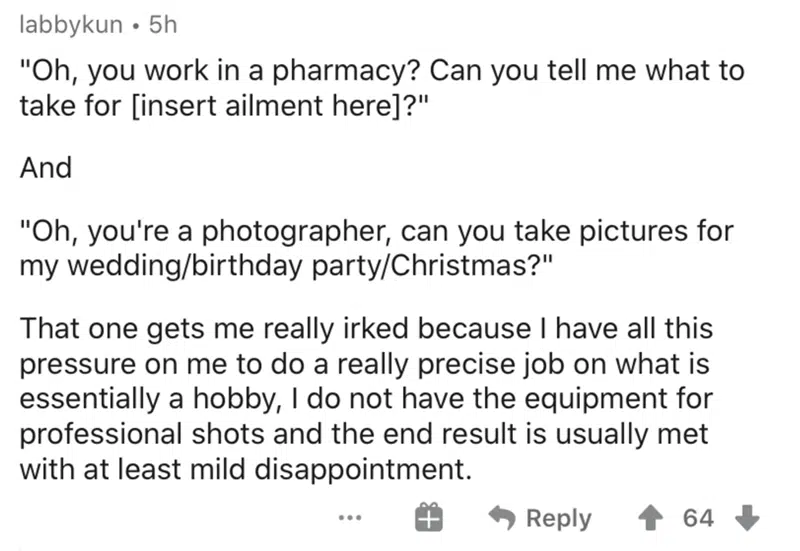 labbykun • 5h
"Oh, you work in a pharmacy? Can you tell me what to
take for [insert ailment here]?"
And
"Oh, you're a photographer, can you take pictures for
my wedding/birthday party/Christmas?"
That one gets me really irked because I have all this
pressure on me to do a really precise job on what is
essentially a hobby, I do not have the equipment for
professional shots and the end result is usually met
with at least mild disappointment.
... Reply 64